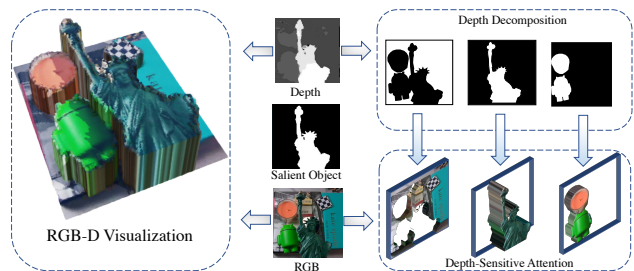 Depth Decomposition
Depth
Salient Object
RGB-D Visualization
RGB
Depth-Sensitive Attention